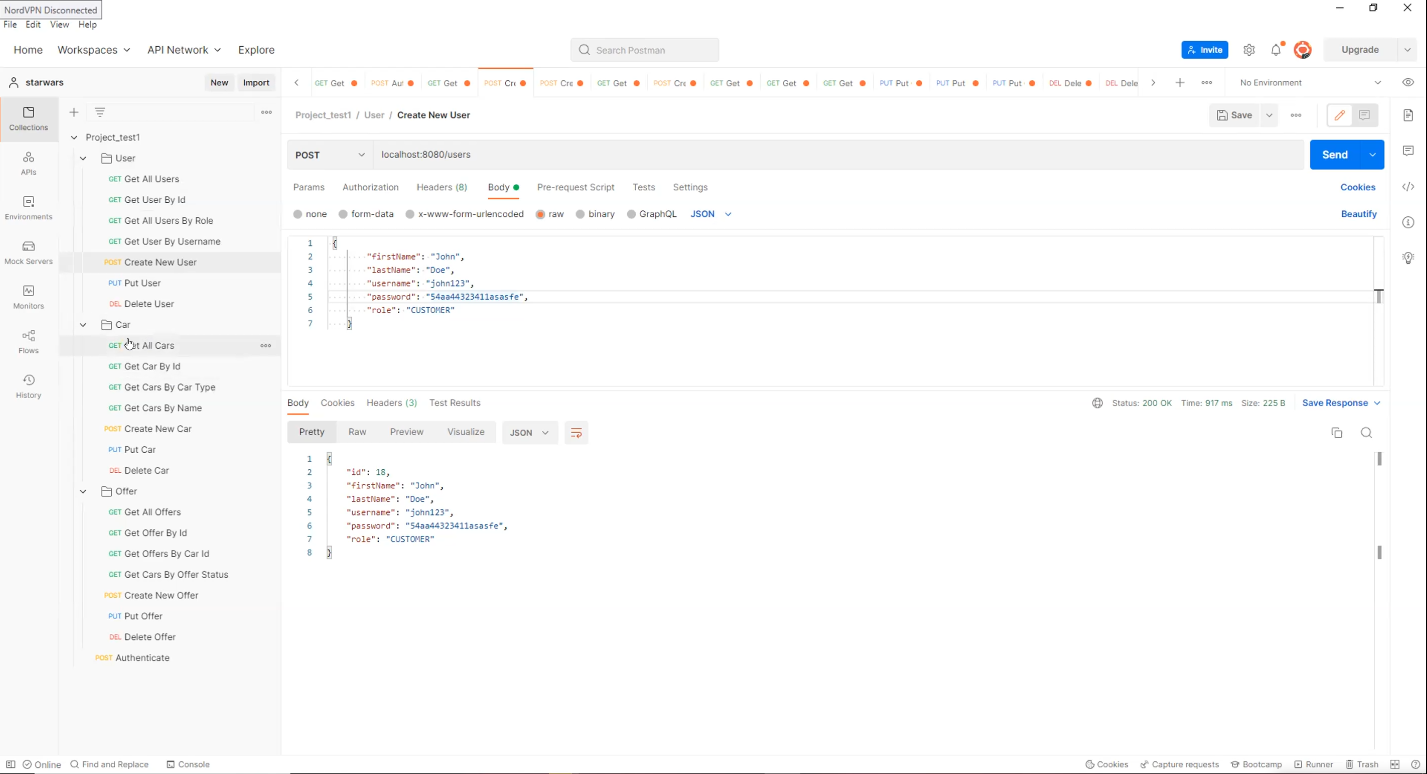 NordVPN Disconnected
File Edit View Help
Home Workspaces API Network Explore
Search Postman
Invite
Upgrade
starwars
New Import
GET Get POST Aut GET Get POST Cre POST Cre GET Get POST Cre GET Get GET Get GET Get PUT Put PUT Put PUT Put DEL Dele DEL Dele
No Environment
Collections
APIs
Environments
Mock Servers
Monitors
Flows
History
Project_test1
User
GET Get All Users
GET Get User By Id
GET Get All Users By Role
GET Get User By Username
POST Create New User
PUT Put User
DEL Delete User
Car
GET Get All Cars
GET Get Car By Id
GET Get Cars By Car Type
GET Get Cars By Name
POST Create New Car
PUT Put Car
DEL Delete Car
Offer
GET Get All Offers
GET Get Offer By Id
GET Get Offers By Car Id
GET Get Cars By Offer Status
POST Create New Offer
PUT Put Offer
DEL Delete Offer
POST Authenticate
Project_test1 / User / Create New User
Save
POST localhost:8080/users
Send
Params Authorization Headers (8) Body Pre-request Script Tests Settings
Cookies
none form-data x-www-form-urlencoded raw binary GraphQL JSON
Beautify
1 {
2 "firstName": "John",
3 "lastName": "Doe",
4 "username": "john123",
5 "password": "54aa44323411asasfe",
6 "role": "CUSTOMER"
7 }
Body Cookies Headers (3) Test Results
Status: 200 OK Time: 917 ms Size: 225 B Save Response
Pretty Raw Preview Visualize JSON
1 {
2 "id": 18,
3 "firstName": "John",
4 "lastName": "Doe",
5 "username": "john123",
6 "password": "54aa44323411asasfe",
7 "role": "CUSTOMER"
8 }
Online Find and Replace Console
Cookies Capture requests Bootcamp Runner Trash